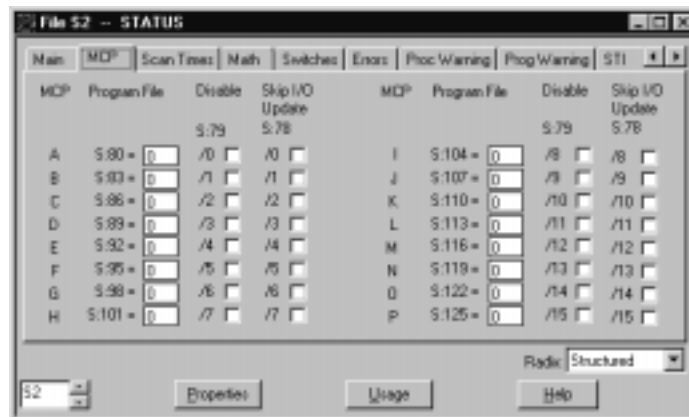 File S2 -- STATUS
Main MCP Scan Times Math Switches Errors Proc Warning Prog Warning STI
MCP Program File Disable Skip I/O Update MCP Program File Disable Skip I/O Update
S:79 S:78 S:79 S:78
A S:80 = 0 /0 /0 I S:104 = 0 /8 /8
B S:83 = 0 /1 /1 J S:107 = 0 /9 /9
C S:86 = 0 /2 /2 K S:110 = 0 /10 /10
D S:89 = 0 /3 /3 L S:113 = 0 /11 /11
E S:92 = 0 /4 /4 M S:116 = 0 /12 /12
F S:95 = 0 /5 /5 N S:119 = 0 /13 /13
G S:98 = 0 /6 /6 O S:122 = 0 /14 /14
H S:101 = 0 /7 /7 P S:125 = 0 /15 /15
Radix: Structured
S2 Properties Usage Help